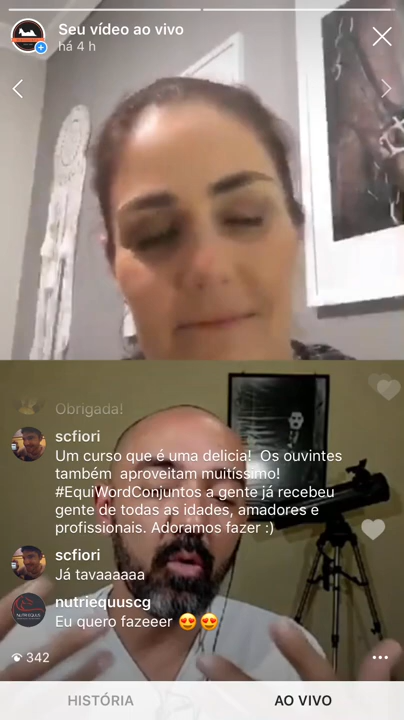 Seu vídeo ao vivo
há 4 h
Obrigada!
scfiori
Um curso que é uma delicia! Os ouvintes
também aproveitam muitíssimo!
#EquiWordConjuntos a gente já recebeu
gente de todas as idades, amadores e
profissionais. Adoramos fazer :)
scfiori
Já tavaaaaaa
nutriequuscg
Eu quero fazeeer 😍😍
342
HISTÓRIA
AO VIVO